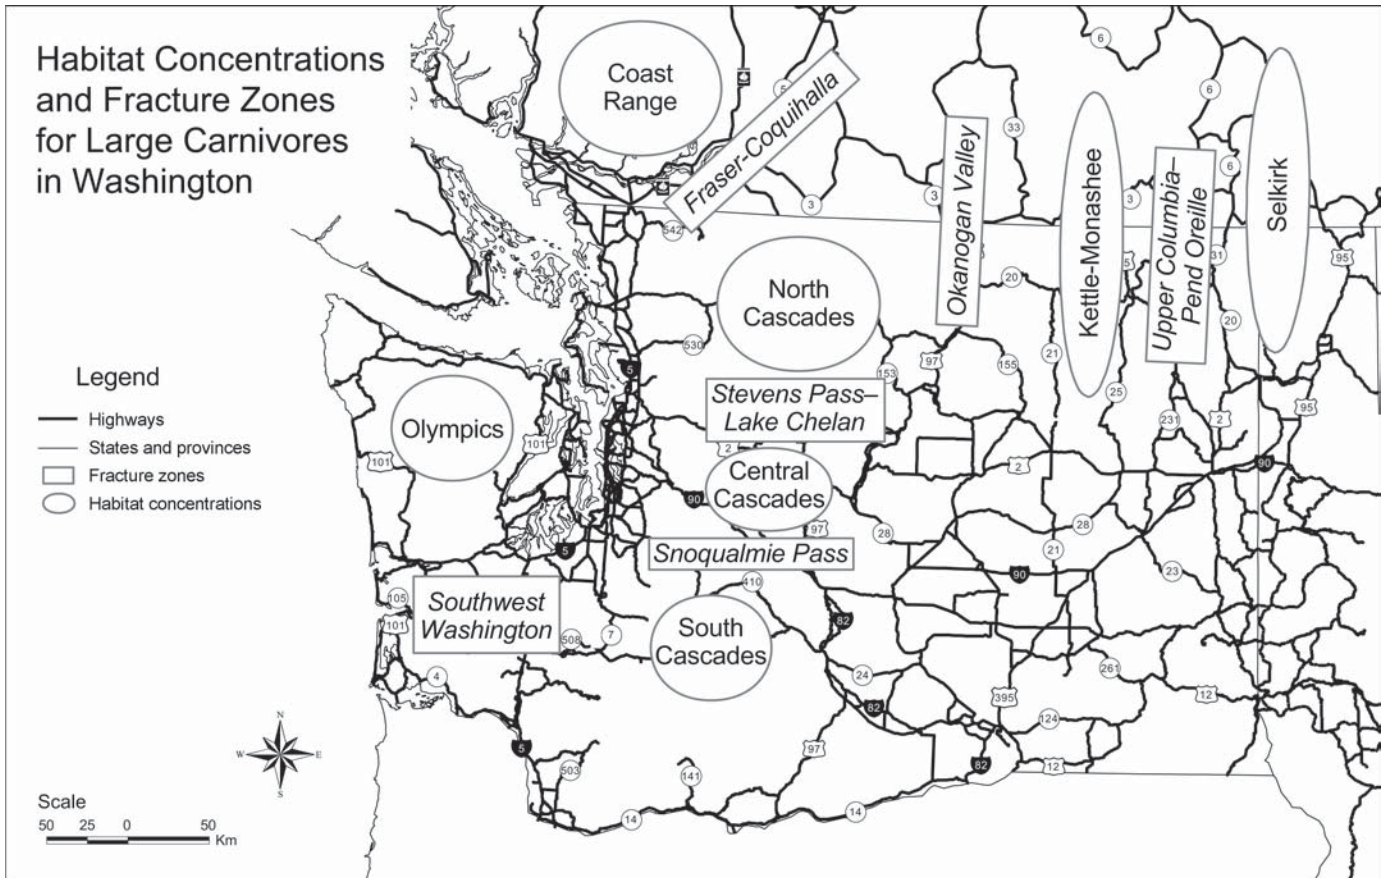 Habitat Concentrations
and Fracture Zones
for Large Carnivores
in Washington
Coast
Range
Fraser-Coquihalla
Okanogan Valley
Kettle-Monashee
Upper Columbia–
Pend Oreille
Selkirk
North
Cascades
Stevens Pass–
Lake Chelan
Central
Cascades
Snoqualmie Pass
South
Cascades
Olympics
Southwest
Washington
Legend
Highways
States and provinces
Fracture zones
Habitat concentrations
N
W
E
S
Scale
50 25 0 50
Km
5
6
6
6
33
3
3
3
542
20
5
31
95
530
5
153
97
155
21
25
20
231
2
95
101
101
2
90
97
28
2
28
21
90
23
90
5
410
105
101
508
7
82
24
4
82
395
261
12
124
5
503
141
97
82
12
14
14